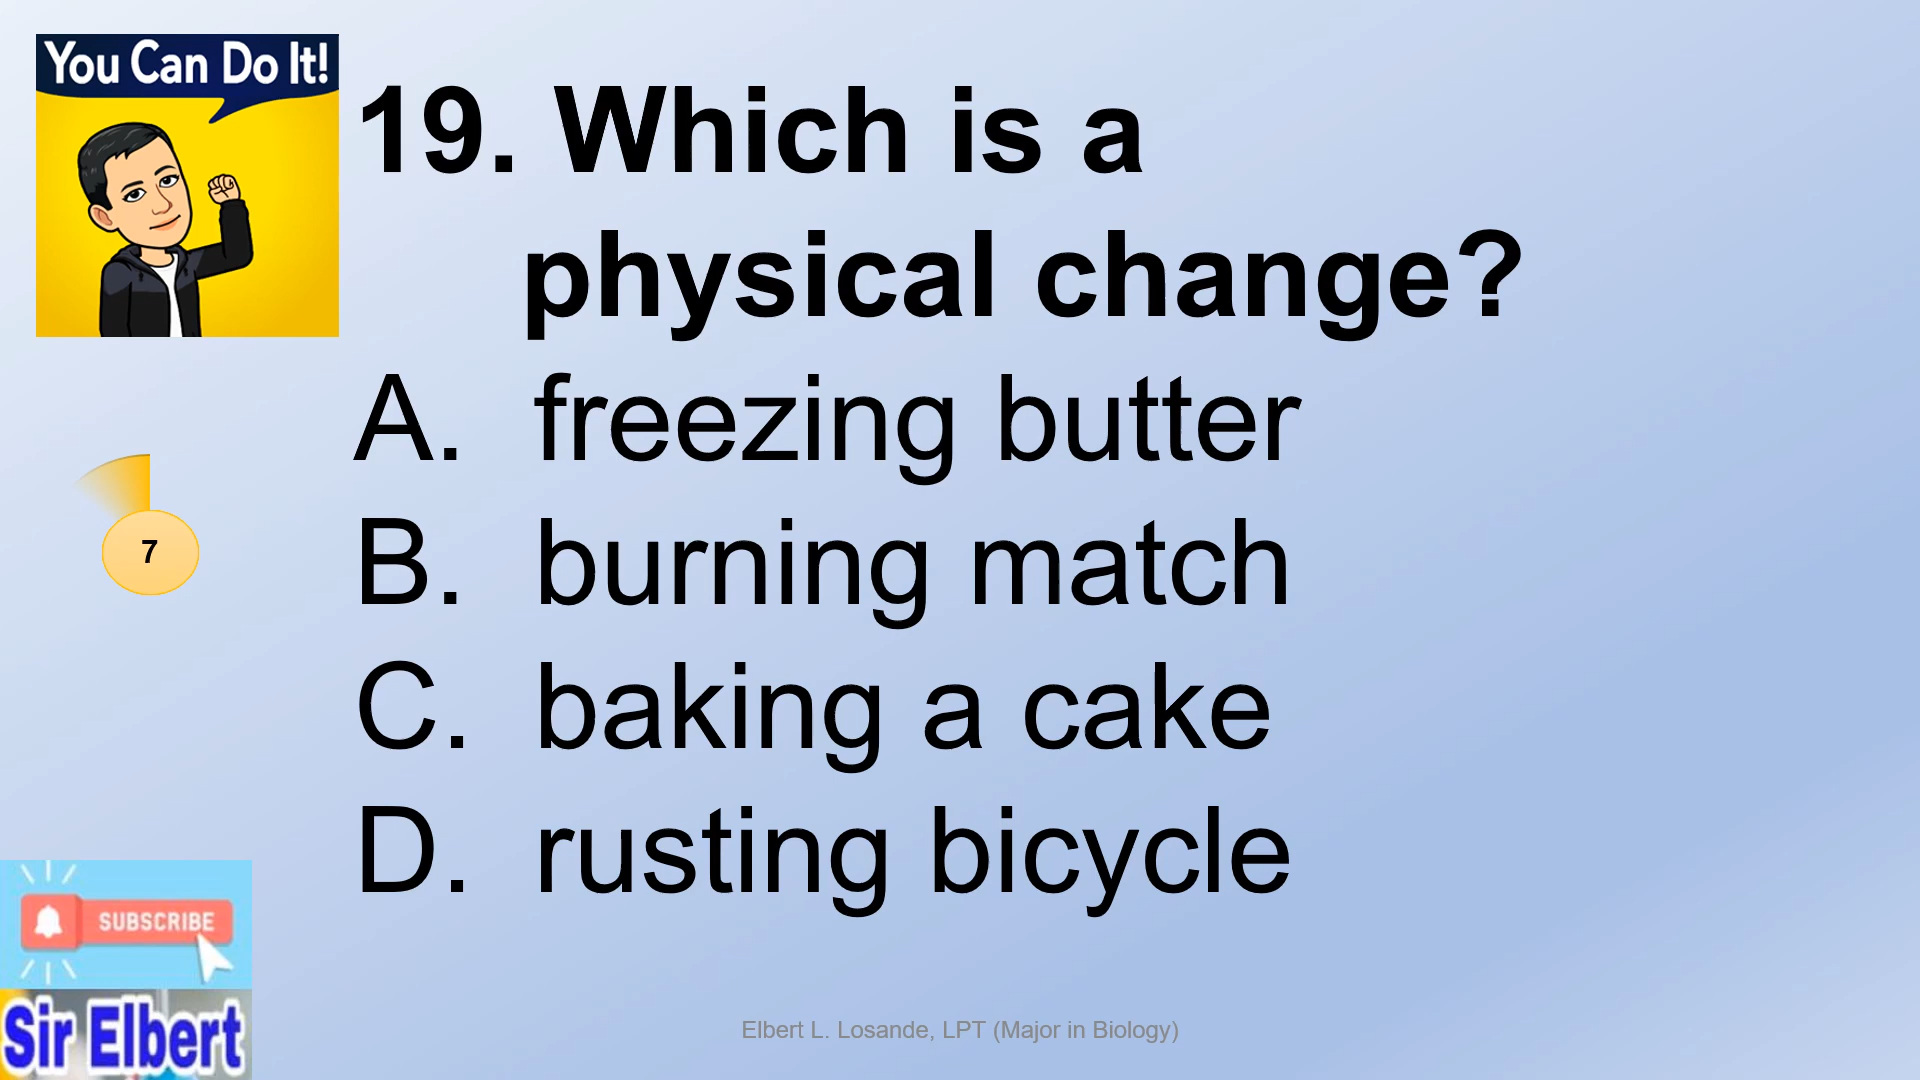 You Can Do It!
19. Which is a
physical change?
A. freezing butter
B. burning match
C. baking a cake
D. rusting bicycle
7
SUBSCRIBE
Sir Elbert
Elbert L. Losande, LPT (Major in Biology)